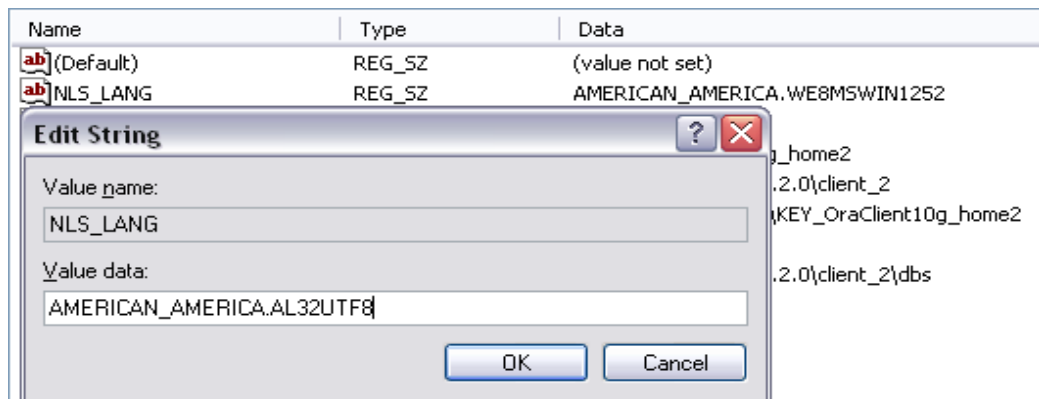 Name Type Data
(Default) REG_SZ (value not set)
NLS_LANG REG_SZ AMERICAN_AMERICA.WE8MSWIN1252
Edit String
g_home2
Value name:
.2.0\client_2
NLS_LANG
\KEY_OraClient10g_home2
Value data:
.2.0\client_2\dbs
AMERICAN_AMERICA.AL32UTF8
OK Cancel